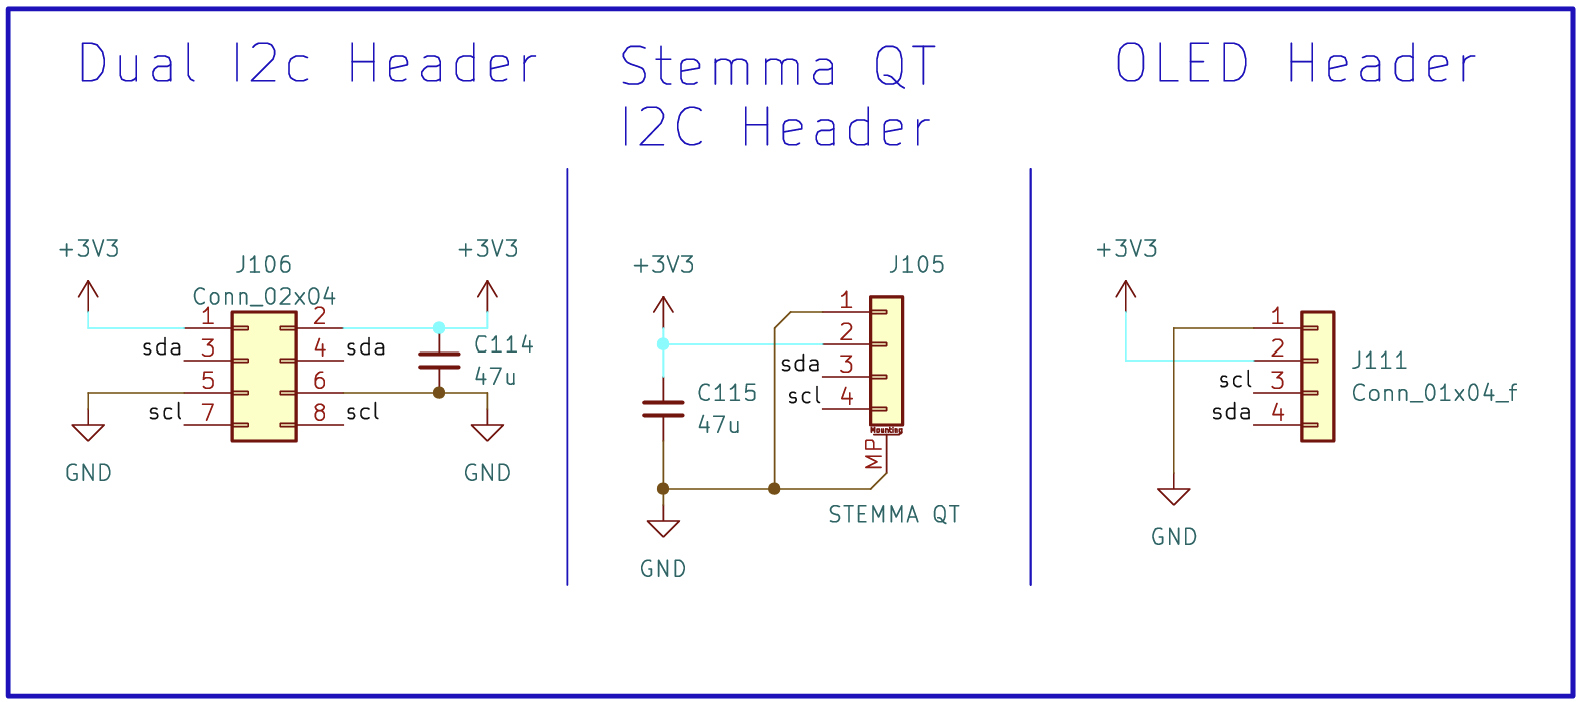 Dual I2c Header
Stemma QT
I2C Header
OLED Header
+3V3
+3V3
J106
Conn_02x04
1
2
sda
3
4
sda
5
6
scl
7
8
scl
C114
47u
GND
GND
+3V3
J105
1
2
sda
3
scl
4
C115
47u
Mounting
MP
STEMMA QT
GND
+3V3
1
2
scl
3
sda
4
J111
Conn_01x04_f
GND